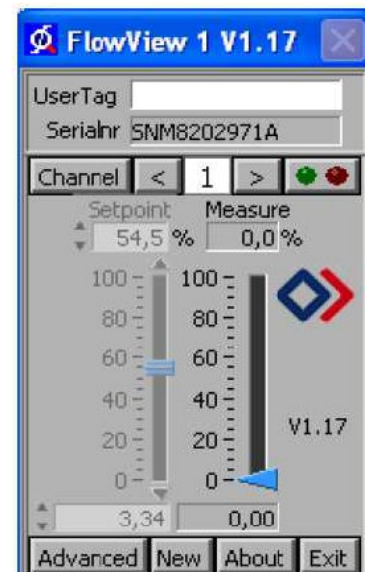 FlowView 1 V1.17
UserTag
Serialnr SNM8202971A
Channel < 1 >
Setpoint Measure
54,5 % 0,0 %
100 100
80 80
60 60
40 40
V1.17
20 20
0 0
3,34 0,00
Advanced New About Exit